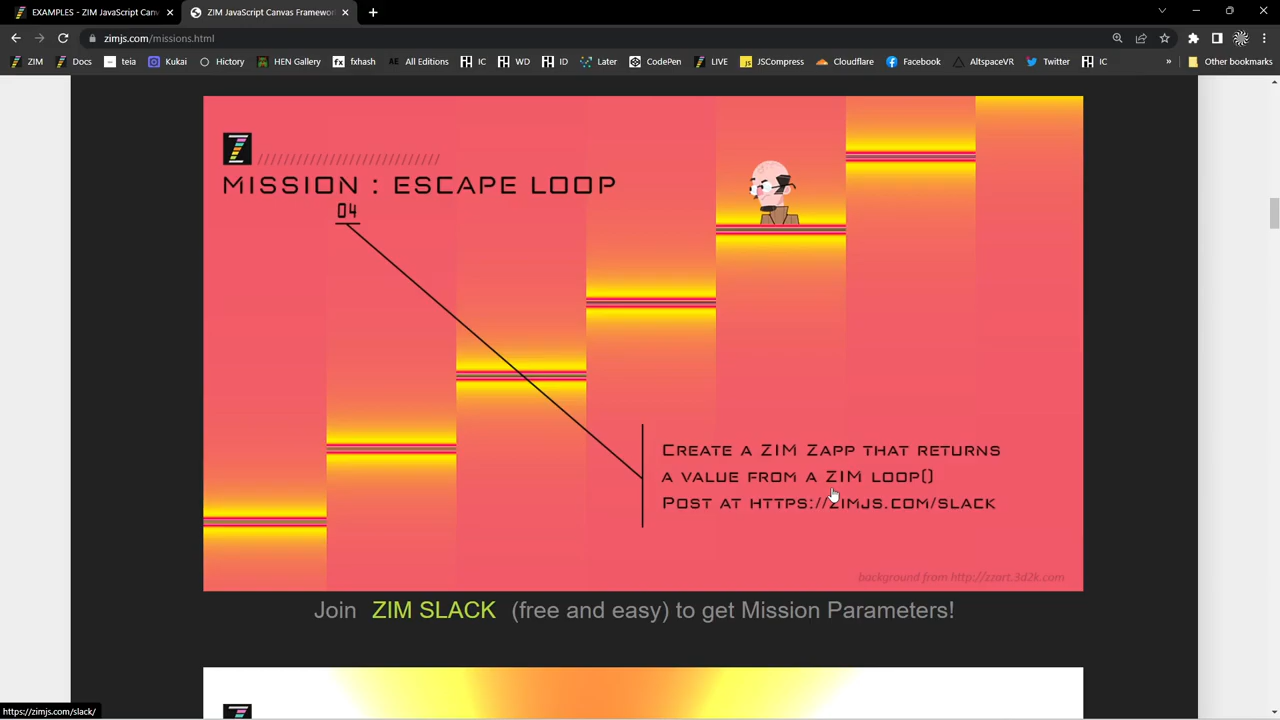 EXAMPLES - ZIM JavaScript Canv
ZIM JavaScript Canvas Framewor
zimjs.com/missions.html
ZIM
Docs
teia
Kukai
Hictory
HEN Gallery
fxhash
All Editions
IC
WD
ID
Later
CodePen
LIVE
JSCompress
Cloudflare
Facebook
AltspaceVR
Twitter
IC
»
Other bookmarks
///////////////////////////
MISSION : ESCAPE LOOP
04
CREATE A ZIM ZAPP THAT RETURNS
A VALUE FROM A ZIM LOOP()
POST AT HTTPS://ZIMJS.COM/SLACK
background from http://zzart.3d2k.com
Join ZIM SLACK (free and easy) to get Mission Parameters!
https://zimjs.com/slack/